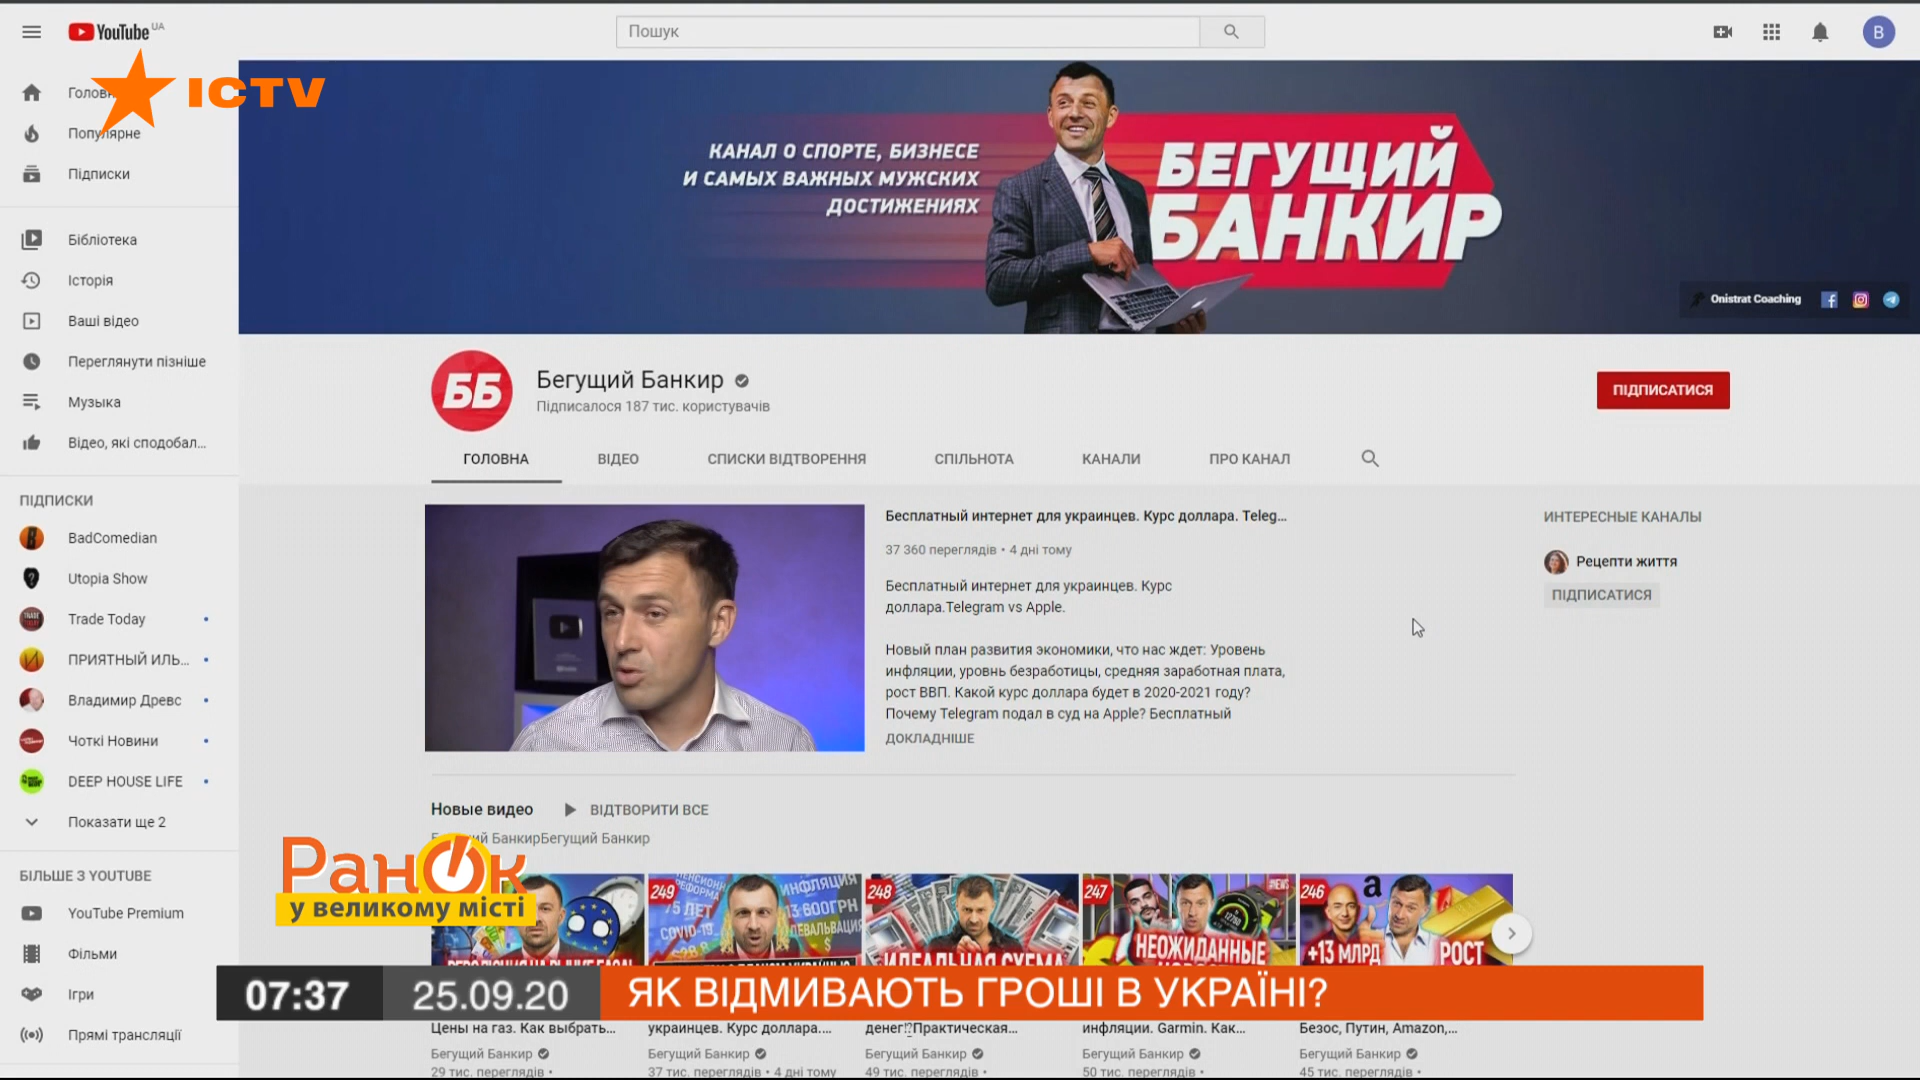 YouTube UA
Пошук
B
ICTV
Популярне
Підписки
Бібліотека
Історія
Ваші відео
Переглянути пізніше
Музыка
Відео, які сподобал...
ПІДПИСКИ
BadComedian
Utopia Show
Trade Today
ПРИЯТНЫЙ ИЛЬ...
Владимир Древс
Чоткі Новини
DEEP HOUSE LIFE
Показати ще 2
БІЛЬШЕ З YOUTUBE
YouTube Premium
Фільми
Ігри
Прямі трансляції
КАНАЛ О СПОРТЕ, БИЗНЕСЕ
И САМЫХ ВАЖНЫХ МУЖСКИХ
ДОСТИЖЕНИЯХ
БЕГУЩИЙ
БАНКИР
Onistrat Coaching
ББ
Бегущий Банкир
Підписалося 187 тис. користувачів
ПІДПИСАТИСЯ
ГОЛОВНА
ВІДЕО
СПИСКИ ВІДТВОРЕННЯ
СПІЛЬНОТА
КАНАЛИ
ПРО КАНАЛ
Бесплатный интернет для украинцев. Курс доллара. Teleg...
37 360 переглядів • 4 дні тому
Бесплатный интернет для украинцев. Курс
доллара.Telegram vs Apple.
Новый план развития экономики, что нас ждет: Уровень
инфляции, уровнь безработицы, средняя заработная плата,
рост ВВП. Какой курс доллара будет в 2020-2021 году?
Почему Telegram подал в суд на Apple? Бесплатный
ДОКЛАДНІШЕ
ИНТЕРЕСНЫЕ КАНАЛЫ
Рецепти життя
ПІДПИСАТИСЯ
Новые видео
ВІДТВОРИТИ ВСЕ
БанкирБегущий Банкир
Ранок
у великому місті
249
ИНФЛЯЦИЯ
75 ЛЕТ
13 600ГРН
COVID-19
248
ИДЕАЛЬНАЯ СХЕМА
247
#NEWS
НЕОЖИДАННЫЕ
246
a
+13 МЛРД
РОСТ
07:37
25.09.20
ЯК ВІДМИВАЮТЬ ГРОШІ В УКРАЇНІ?
Цены на газ. Как выбрать...
украинцев. Курс доллара....
денег!?Практическая...
инфляции. Garmin. Как...
Безос, Путин, Amazon,...
Бегущий Банкир
Бегущий Банкир
Бегущий Банкир
Бегущий Банкир
Бегущий Банкир
29 тис. переглядів •
37 тис. переглядів • 4 дні тому
49 тис. переглядів •
50 тис. переглядів •
45 тис. переглядів •